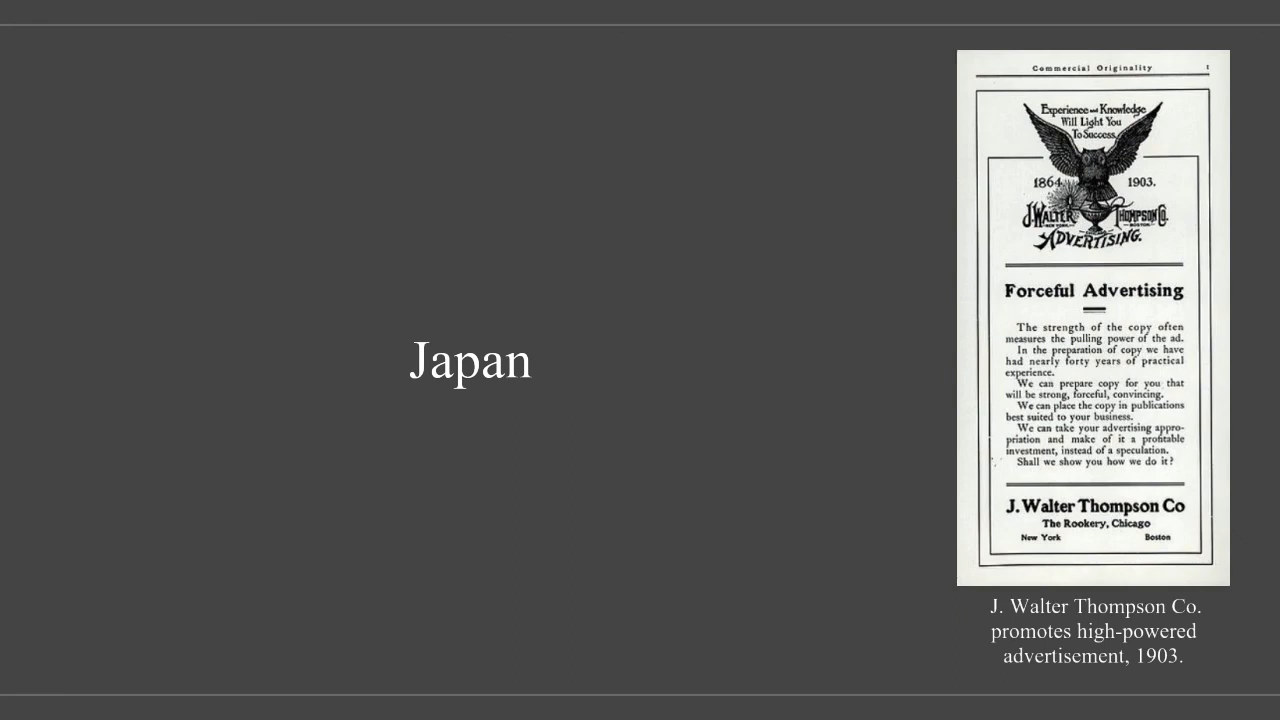 Japan
Commercial Originality 1
Experience and Knowledge
Will Light You
To Success.
1864 1903.
J. WALTER THOMPSON CO.
NEW YORK. BOSTON.
ADVERTISING.
Forceful Advertising
The strength of the copy often
measures the pulling power of the ad.
In the preparation of copy we have
had nearly forty years of practical
experience.
We can prepare copy for you that
will be strong, forceful, convincing.
We can place the copy in publications
best suited to your business.
We can take your advertising appro-
priation and make of it a profitable
investment, instead of a speculation.
Shall we show you how we do it?
J. Walter Thompson Co
The Rookery, Chicago
New York Boston
J. Walter Thompson Co.
promotes high-powered
advertisement, 1903.